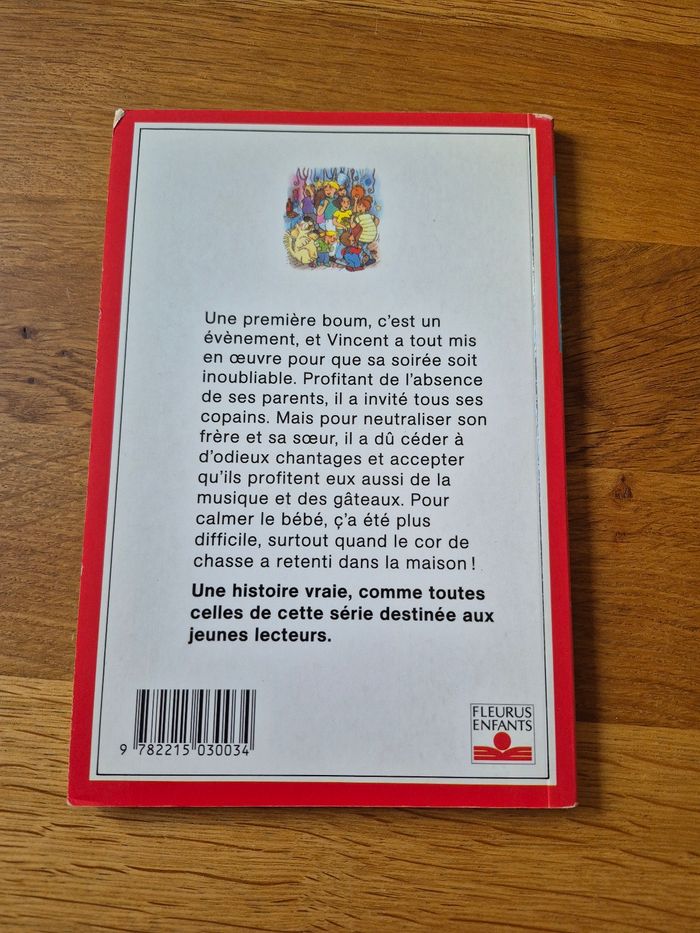 Une première boum, c'est un
évènement, et Vincent a tout mis
en œuvre pour que sa soirée soit
inoubliable. Profitant de l'absence
de ses parents, il a invité tous ses
copains. Mais pour neutraliser son
frère et sa sœur, il a dû céder à
d'odieux chantages et accepter
qu'ils profitent eux aussi de la
musique et des gâteaux. Pour
calmer le bébé, ç'a été plus
difficile, surtout quand le cor de
chasse a retenti dans la maison !
Une histoire vraie, comme toutes
celles de cette série destinée aux
jeunes lecteurs.
9 782215 030034
FLEURUS
ENFANTS